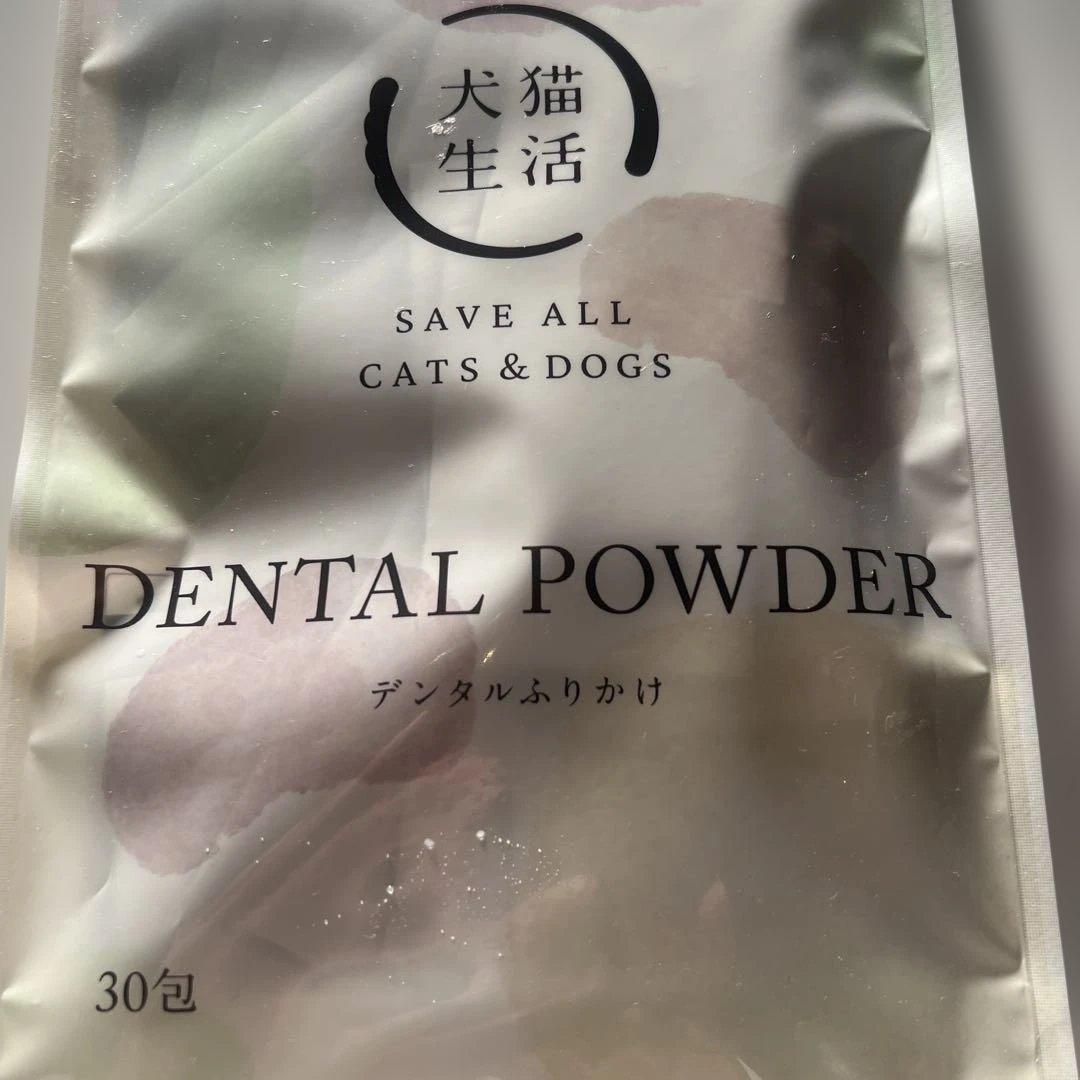 犬猫
生活
SAVE ALL
CATS & DOGS
DENTAL POWDER
デンタルふりかけ
30包